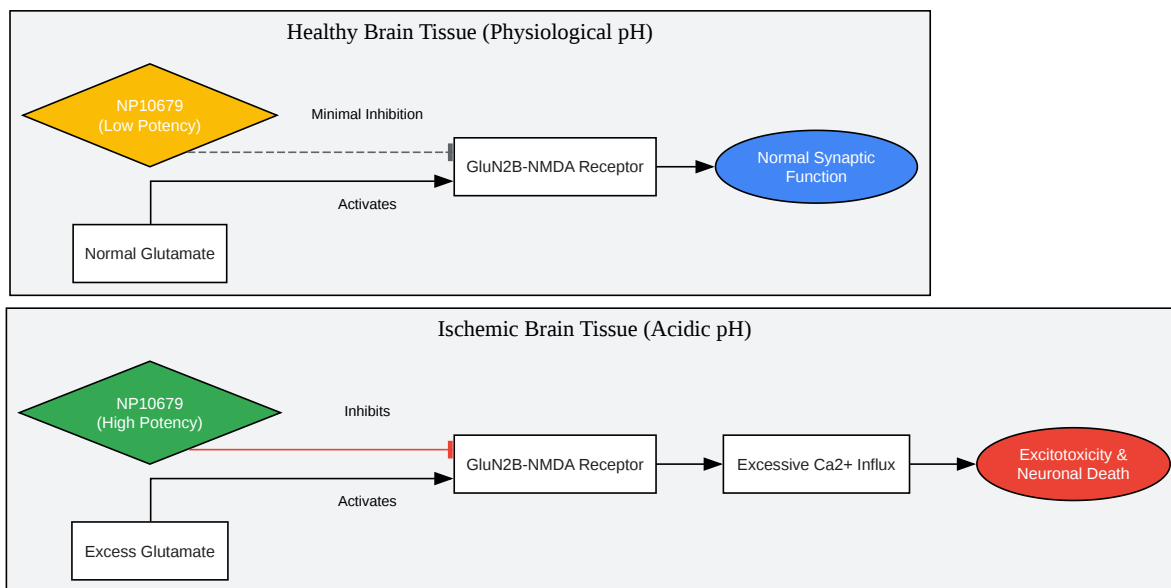 Healthy Brain Tissue (Physiological pH)
NP10679
(Low Potency)
Minimal Inhibition
GluN2B-NMDA Receptor
Normal Synaptic
Function
Activates
Normal Glutamate
Ischemic Brain Tissue (Acidic pH)
NP10679
(High Potency)
Inhibits
GluN2B-NMDA Receptor
Excessive Ca2+ Influx
Excitotoxicity &
Neuronal Death
Activates
Excess Glutamate